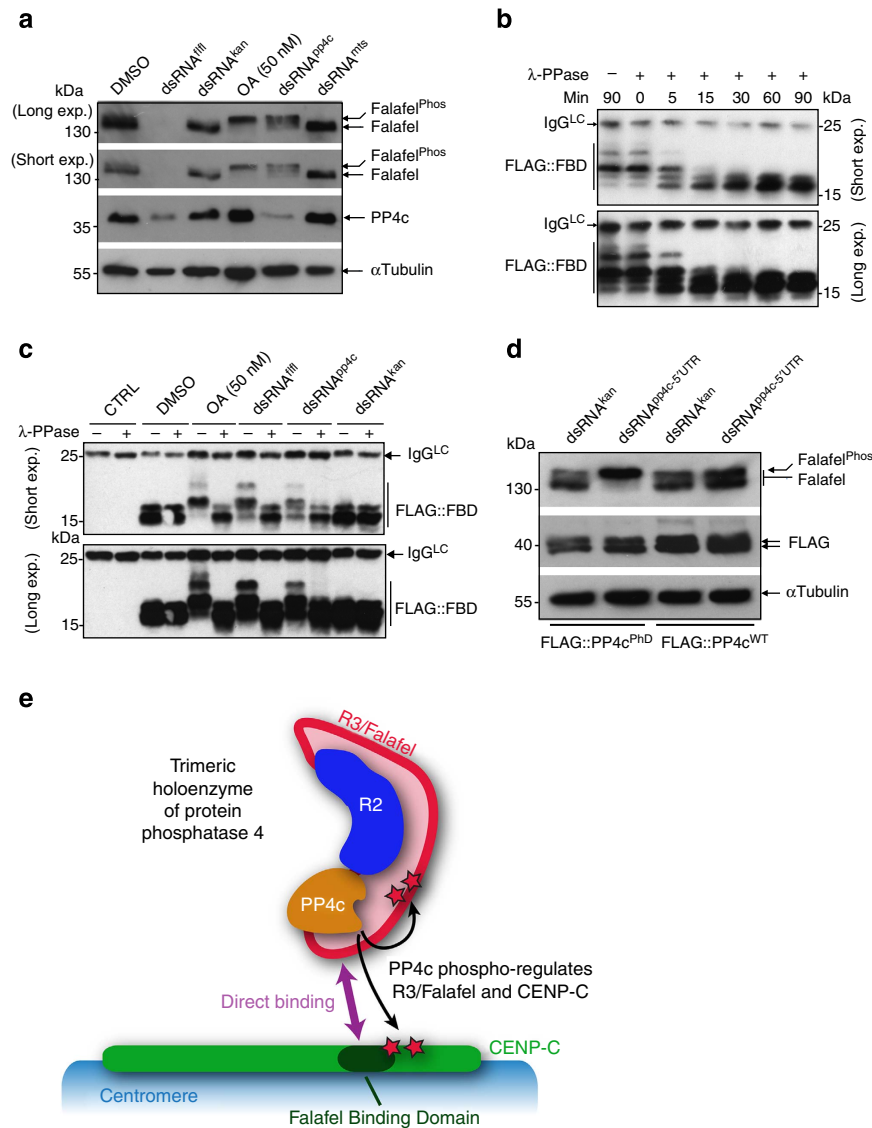 a
DMSO
dsRNAflfl
dsRNAkan
OA (50 nM)
dsRNApp4c
dsRNAmts
kDa
(Long exp.)
130
FalafelPhos
Falafel
(Short exp.)
130
FalafelPhos
Falafel
35
PP4c
55
αTubulin
b
λ-PPase – + + + + + +
Min 90 0 5 15 30 60 90 kDa
IgGLC
25
FLAG::FBD
15
(Short exp.)
IgGLC
25
FLAG::FBD
15
(Long exp.)
c
CTRL
DMSO
OA (50 nM)
dsRNAflfl
dsRNApp4c
dsRNAkan
λ-PPase – + – + – + – + – + – +
(Short exp.)
25
IgGLC
FLAG::FBD
15
kDa
(Long exp.)
25
IgGLC
FLAG::FBD
15
d
dsRNAkan
dsRNApp4c-5'UTR
dsRNAkan
dsRNApp4c-5'UTR
kDa
FalafelPhos
Falafel
130
40
FLAG
55
αTubulin
FLAG::PP4cPhD
FLAG::PP4cWT
e
Trimeric
holoenzyme
of protein
phosphatase 4
R3/Falafel
R2
PP4c
PP4c phospho-regulates
R3/Falafel and CENP-C
Direct binding
CENP-C
Centromere
Falafel Binding Domain